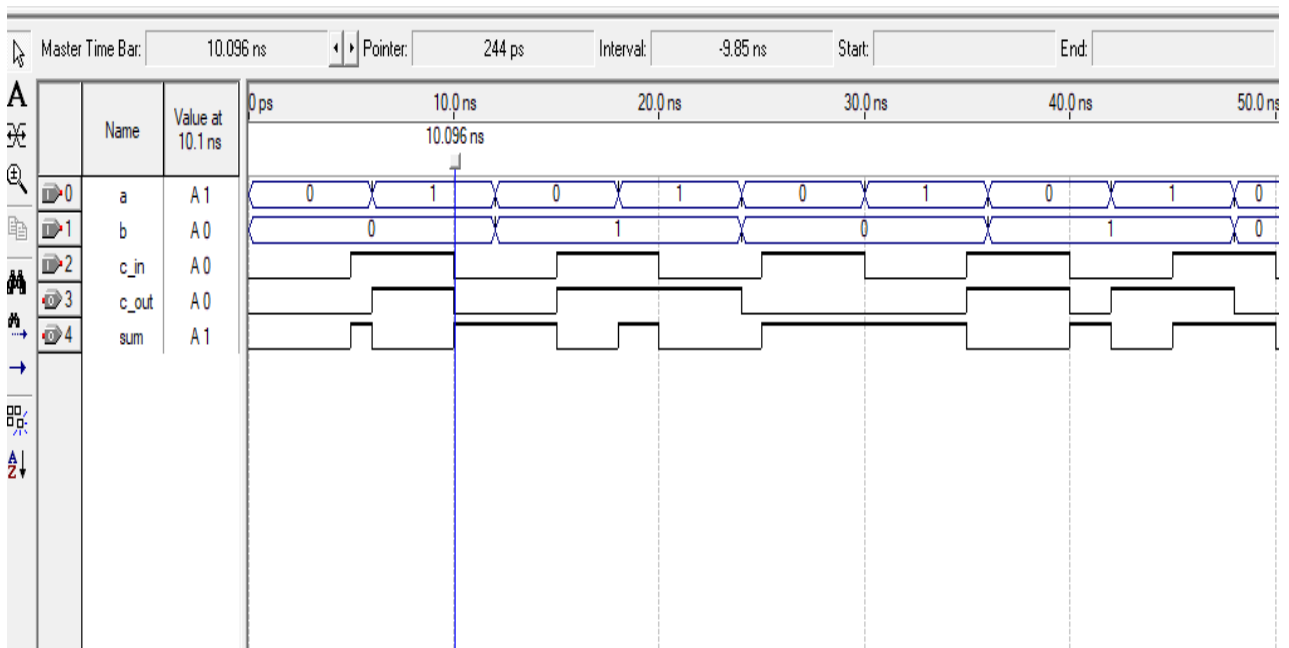 Master Time Bar: 10.096 ns Pointer: 244 ps Interval: -9.85 ns Start: End:
A
Name Value at 10.1 ns 0 ps 10.0 ns 20.0 ns 30.0 ns 40.0 ns 50.0 ns
10.096 ns
0 a A 1 0 1 0 1 0 1 0 1 0
1 b A 0 0 1 0 1 0
2 c_in A 0
3 c_out A 0
4 sum A 1
A
Z